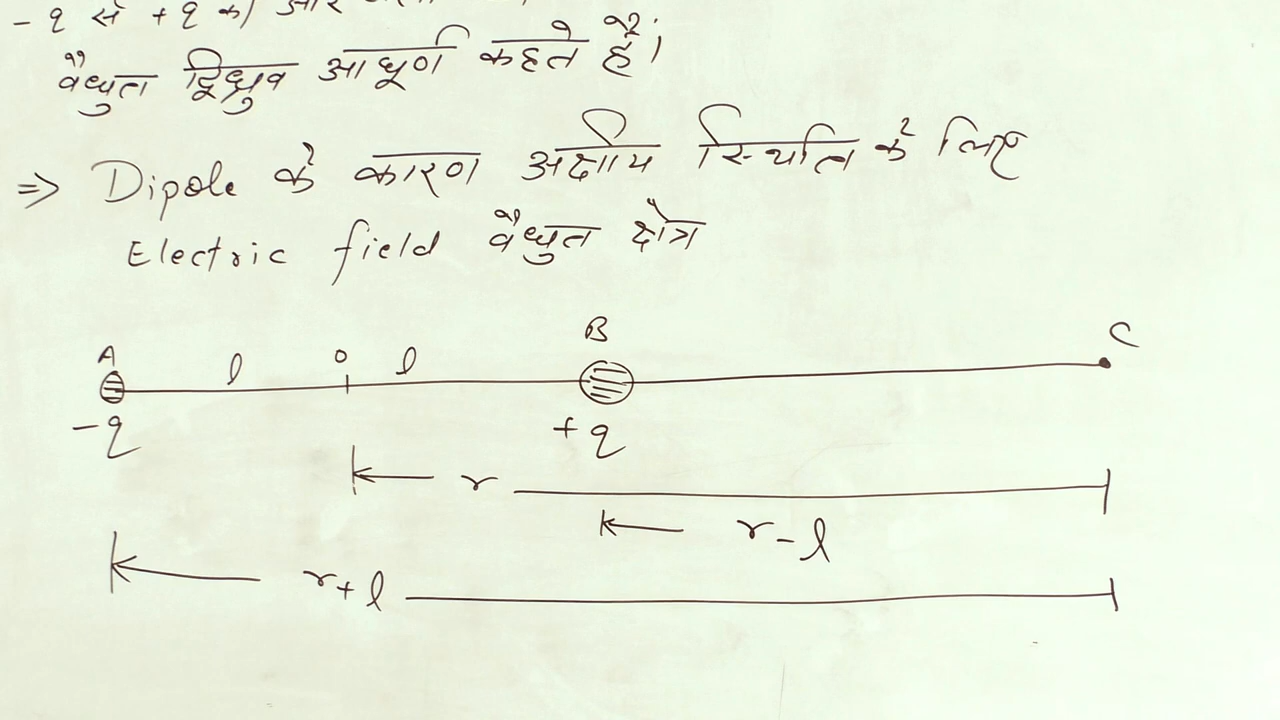 - q से + q की ओर
वैधुत द्विध्रुव आघूर्ण कहते हैं।
⇒ Dipole के कारण अक्षीय स्थिति के लिए
Electric field वैधुत क्षेत्र
A l o l B C
-q +q
r
r-l
r+l